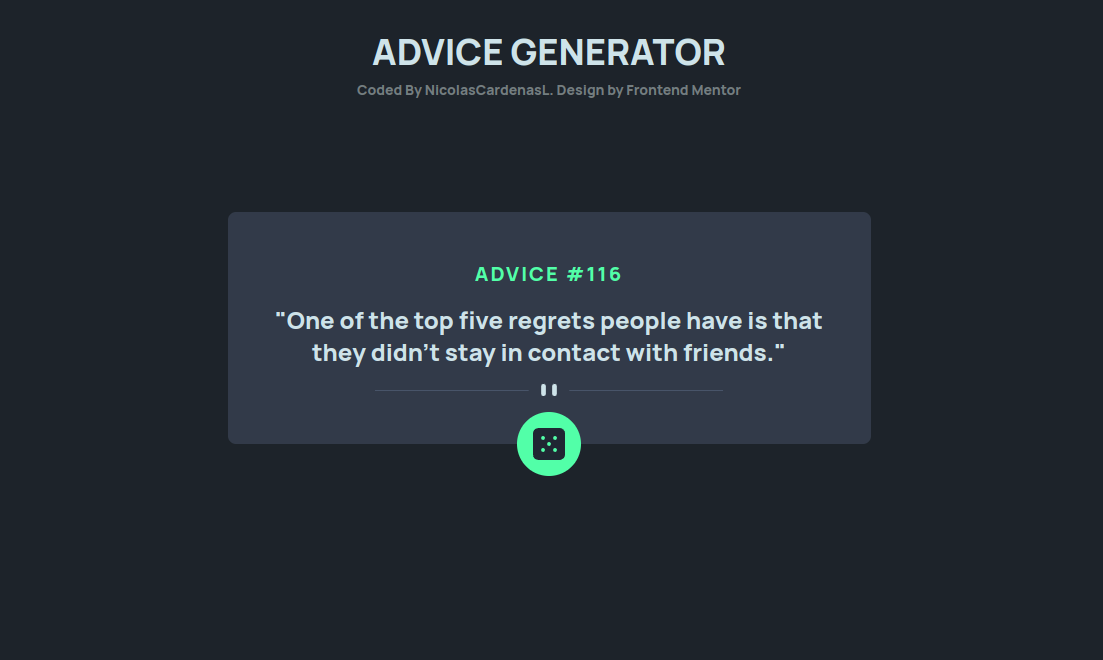 ADVICE GENERATOR
Coded By NicolasCardenasL. Design by Frontend Mentor
ADVICE #116
"One of the top five regrets people have is that
they didn't stay in contact with friends."